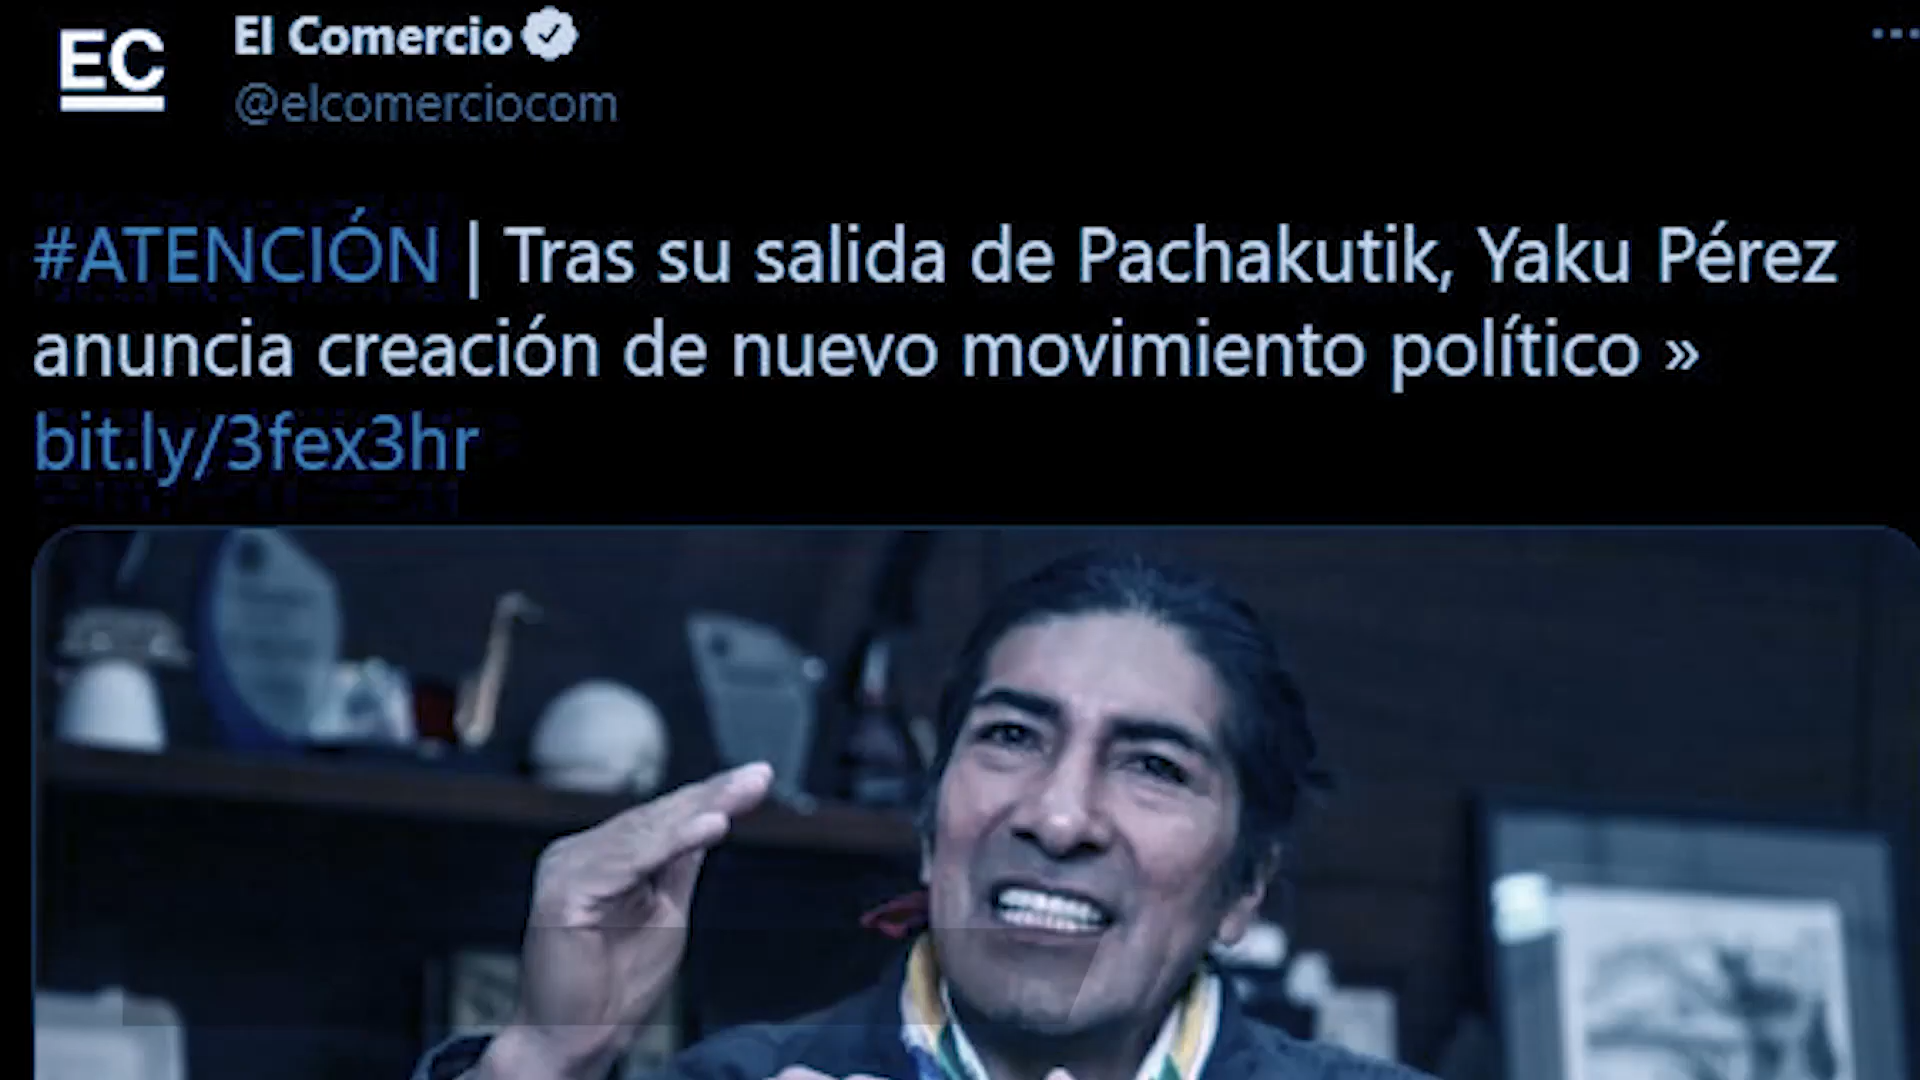 EC
El Comercio
@elcomerciocom
#ATENCIÓN | Tras su salida de Pachakutik, Yaku Pérez
anuncia creación de nuevo movimiento político »
bit.ly/3fex3hr